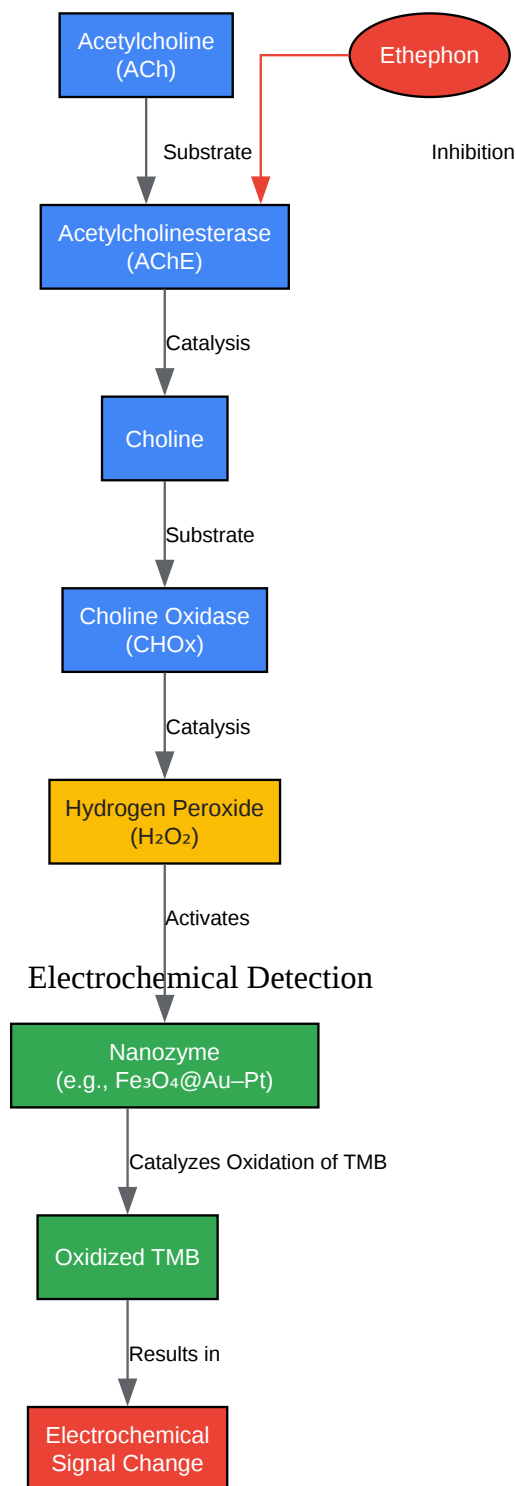 Acetylcholine
(ACh)
Ethephon
Substrate
Inhibition
Acetylcholinesterase
(AChE)
Catalysis
Choline
Substrate
Choline Oxidase
(CHOx)
Catalysis
Hydrogen Peroxide
(H₂O₂)
Activates
Electrochemical Detection
Nanozyme
(e.g., Fe₃O₄@Au–Pt)
Catalyzes Oxidation of TMB
Oxidized TMB
Results in
Electrochemical
Signal Change